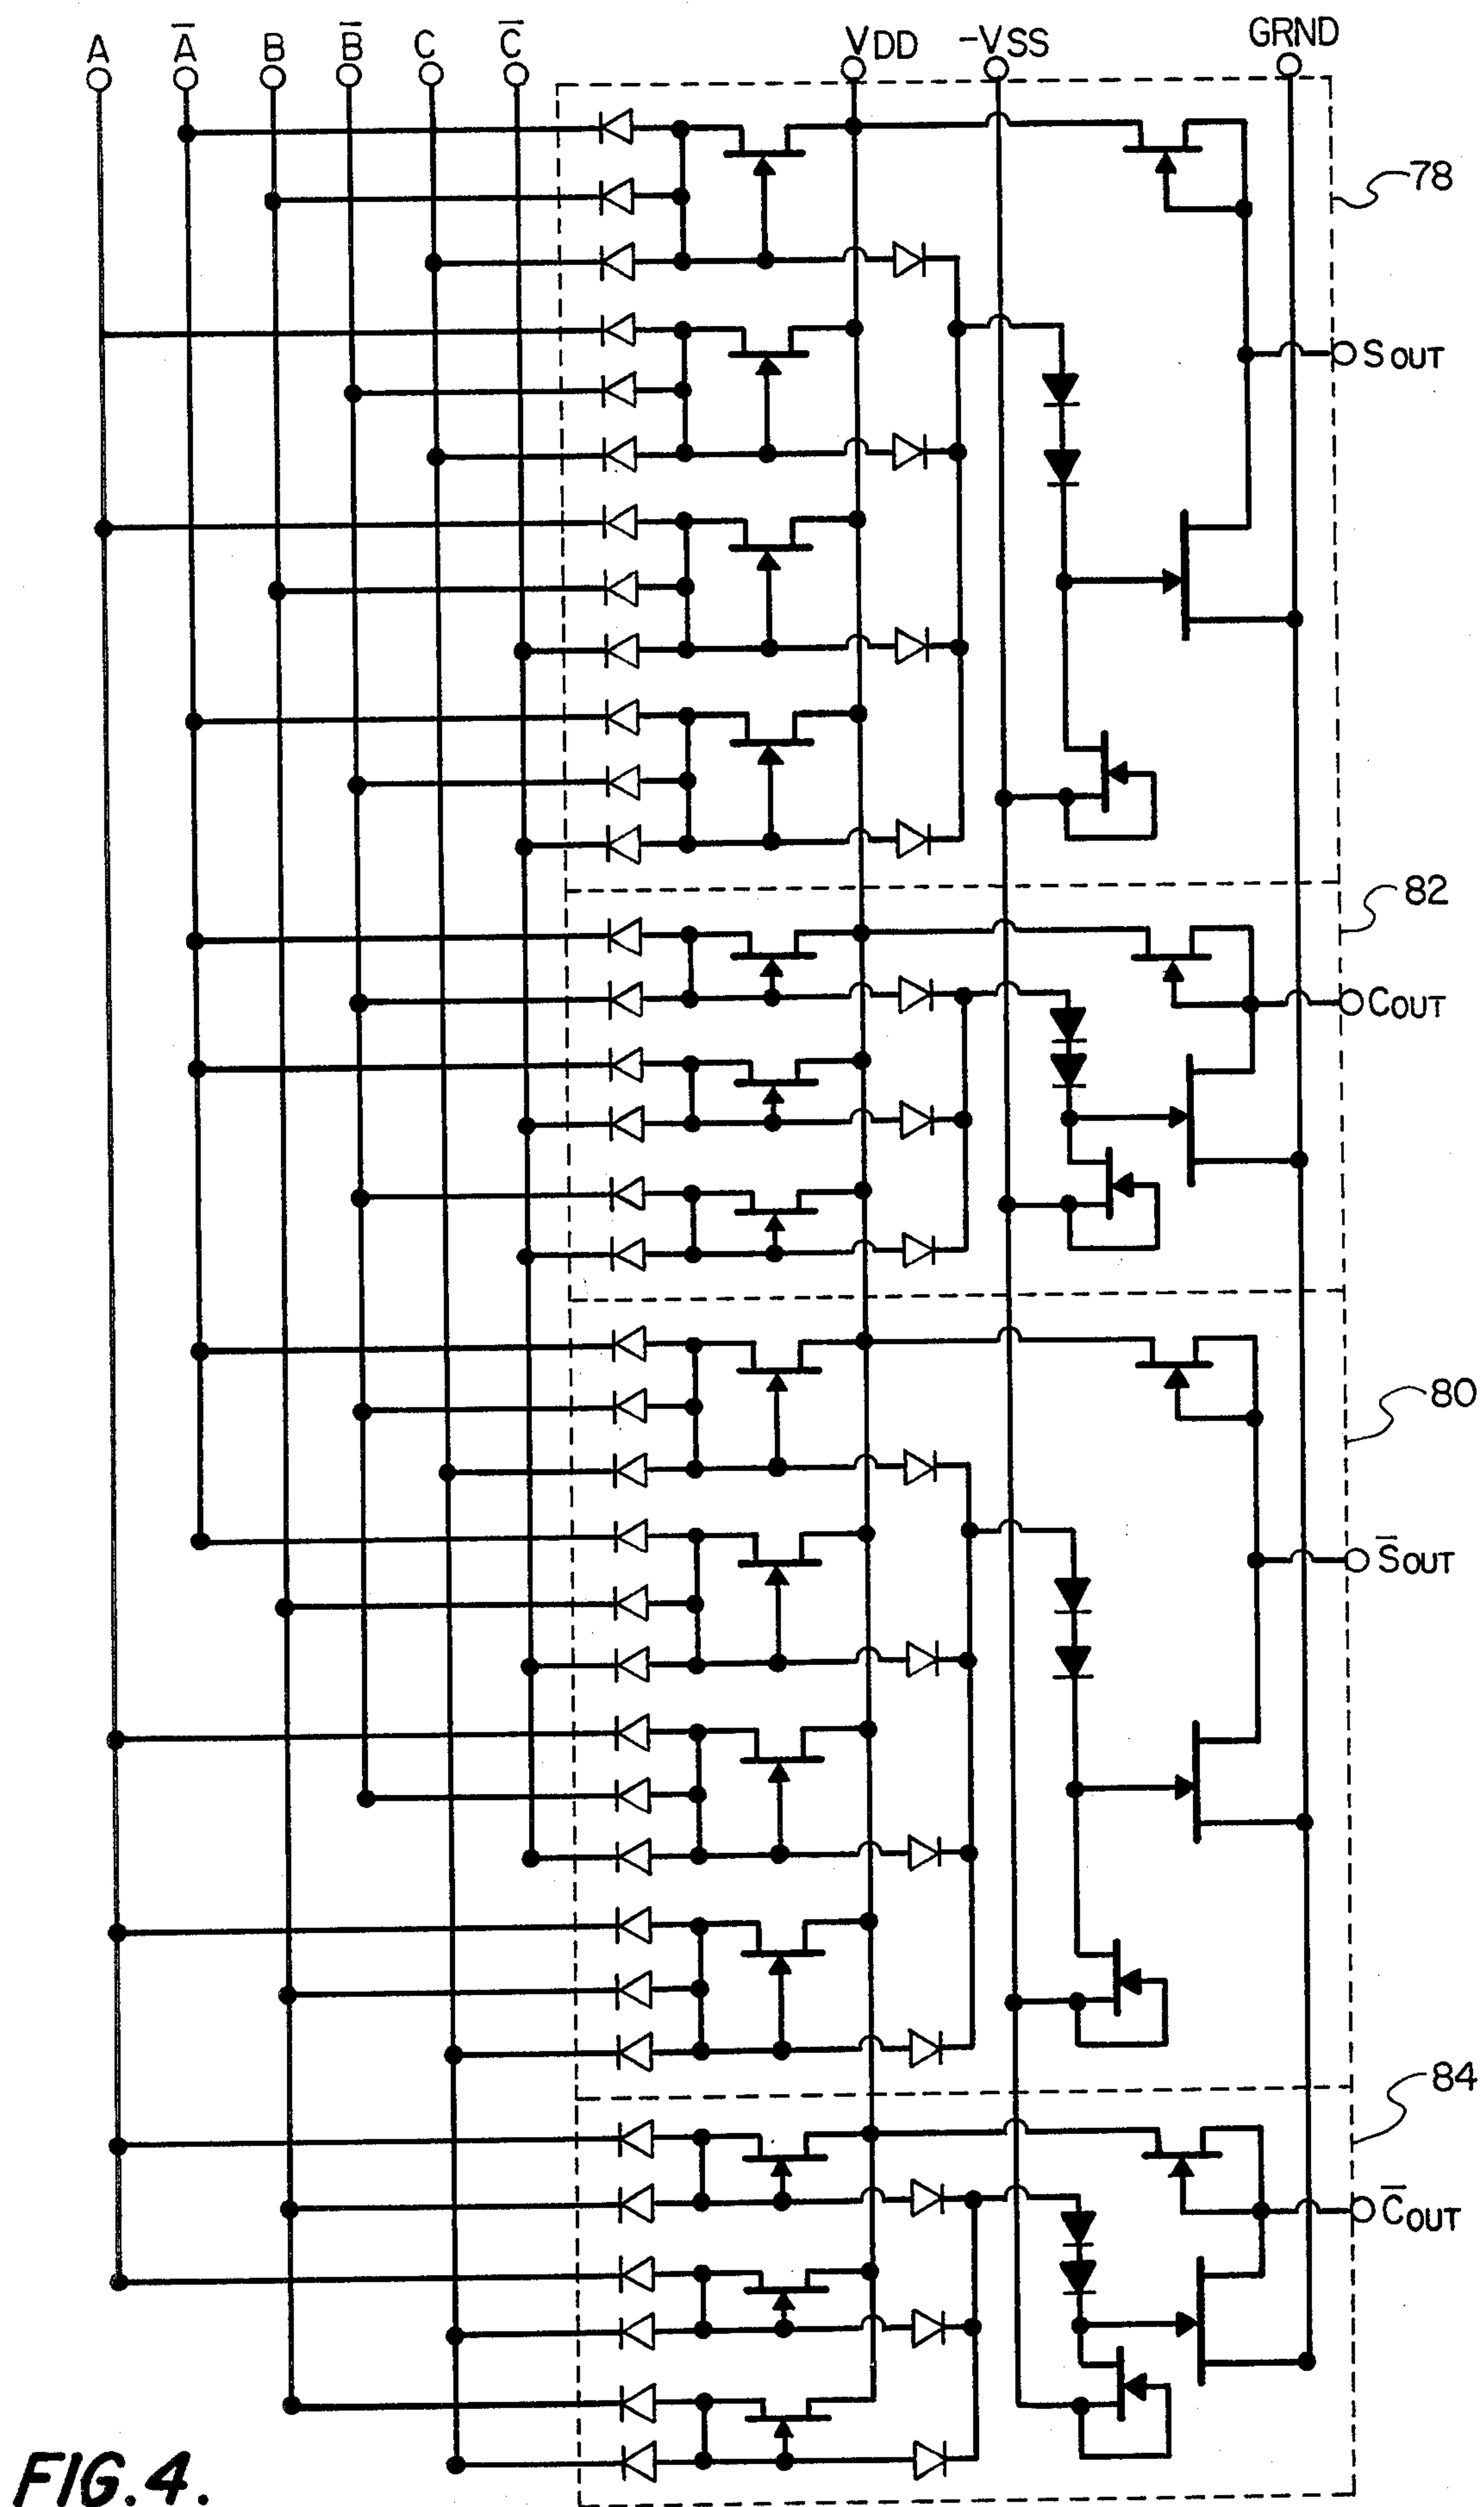 A A̅ B B̅ C C̅ VDD -VSS GRND
78
SOUT
82
COUT
80
S̅OUT
84
C̅OUT
FIG.4.